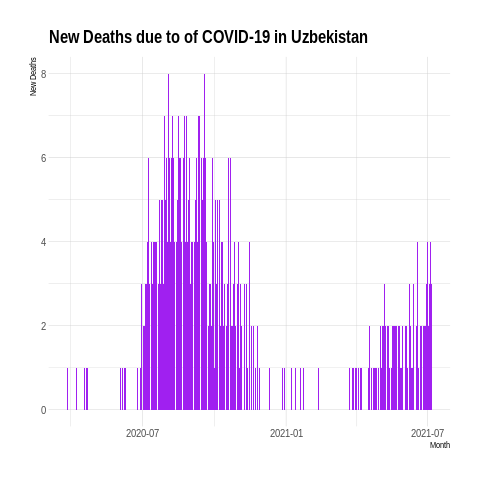 New Deaths due to of COVID-19 in Uzbekistan
New Deaths
8
6
4
2
0
2020-07
2021-01
2021-07
Month